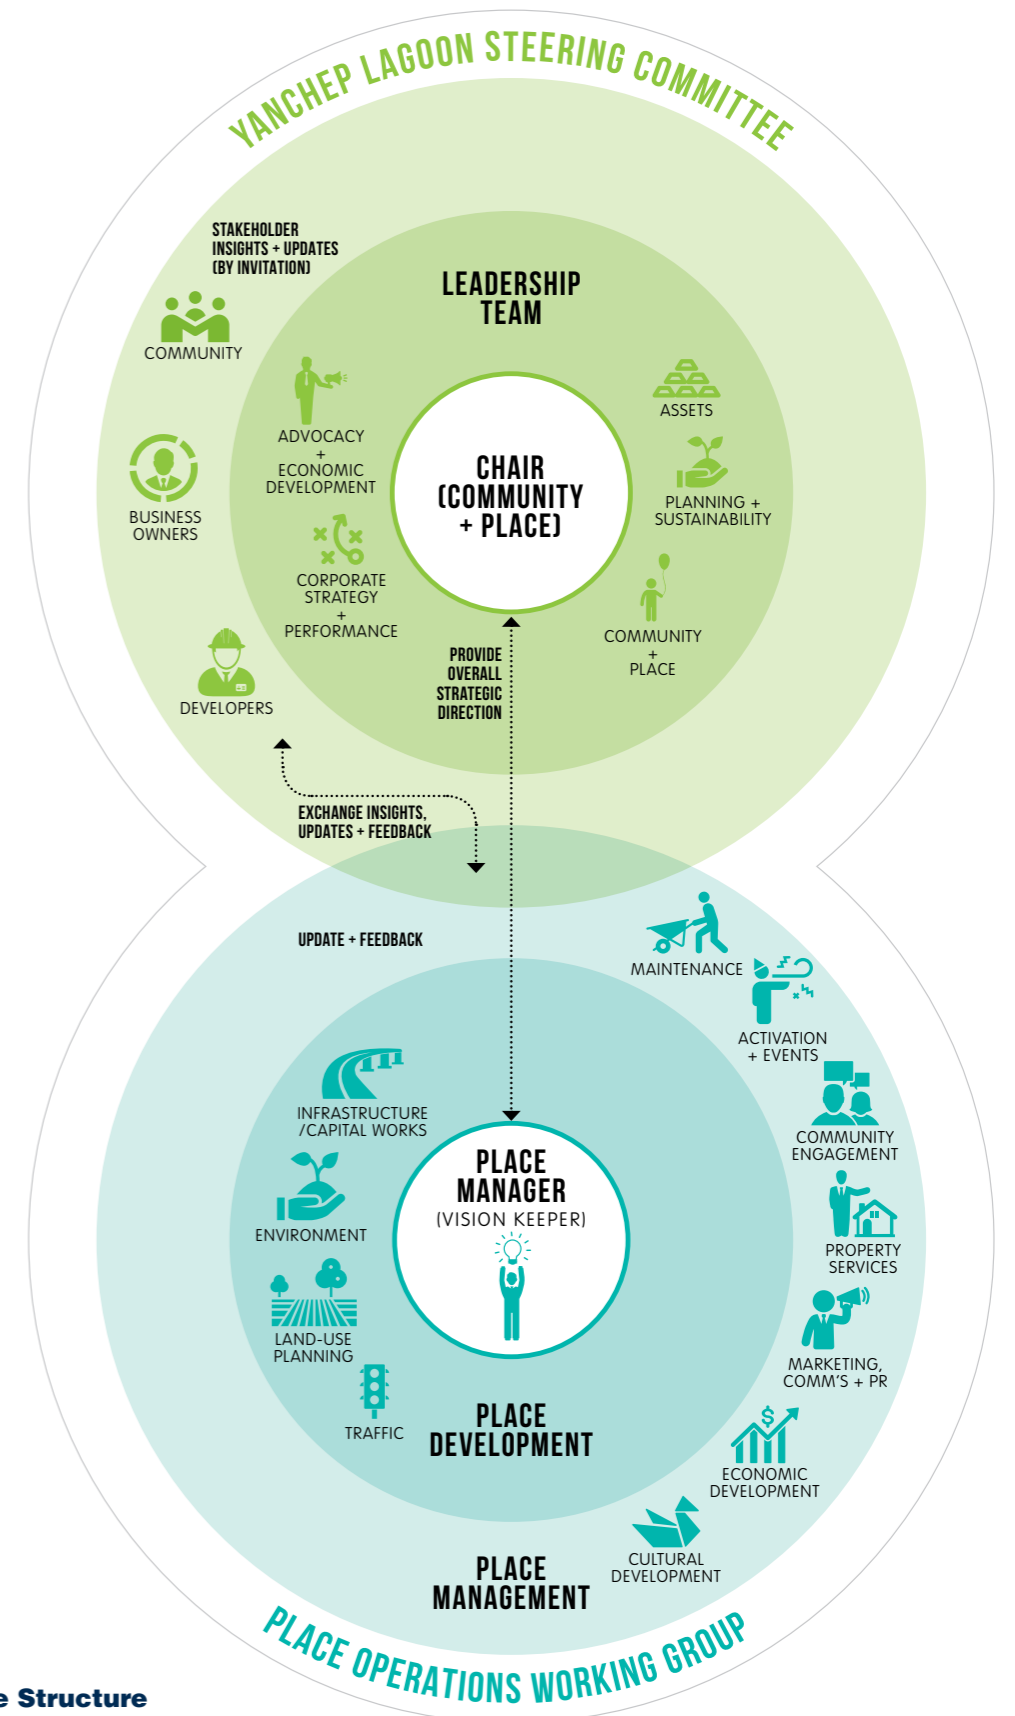 YANCHEP LAGOON STEERING COMMITTEE
STAKEHOLDER
INSIGHTS + UPDATES
(BY INVITATION)
COMMUNITY
BUSINESS
OWNERS
DEVELOPERS
LEADERSHIP
TEAM
ADVOCACY
+
ECONOMIC
DEVELOPMENT
CORPORATE
STRATEGY
+
PERFORMANCE
CHAIR
(COMMUNITY
+ PLACE)
ASSETS
PLANNING +
SUSTAINABILITY
COMMUNITY
+
PLACE
PROVIDE
OVERALL
STRATEGIC
DIRECTION
EXCHANGE INSIGHTS,
UPDATES + FEEDBACK
UPDATE + FEEDBACK
MAINTENANCE
ACTIVATION
+ EVENTS
COMMUNITY
ENGAGEMENT
PROPERTY
SERVICES
MARKETING,
COMM'S + PR
ECONOMIC
DEVELOPMENT
CULTURAL
DEVELOPMENT
INFRASTRUCTURE
/CAPITAL WORKS
ENVIRONMENT
LAND-USE
PLANNING
TRAFFIC
PLACE
MANAGER
(VISION KEEPER)
PLACE
DEVELOPMENT
PLACE
MANAGEMENT
PLACE OPERATIONS WORKING GROUP
e Structure